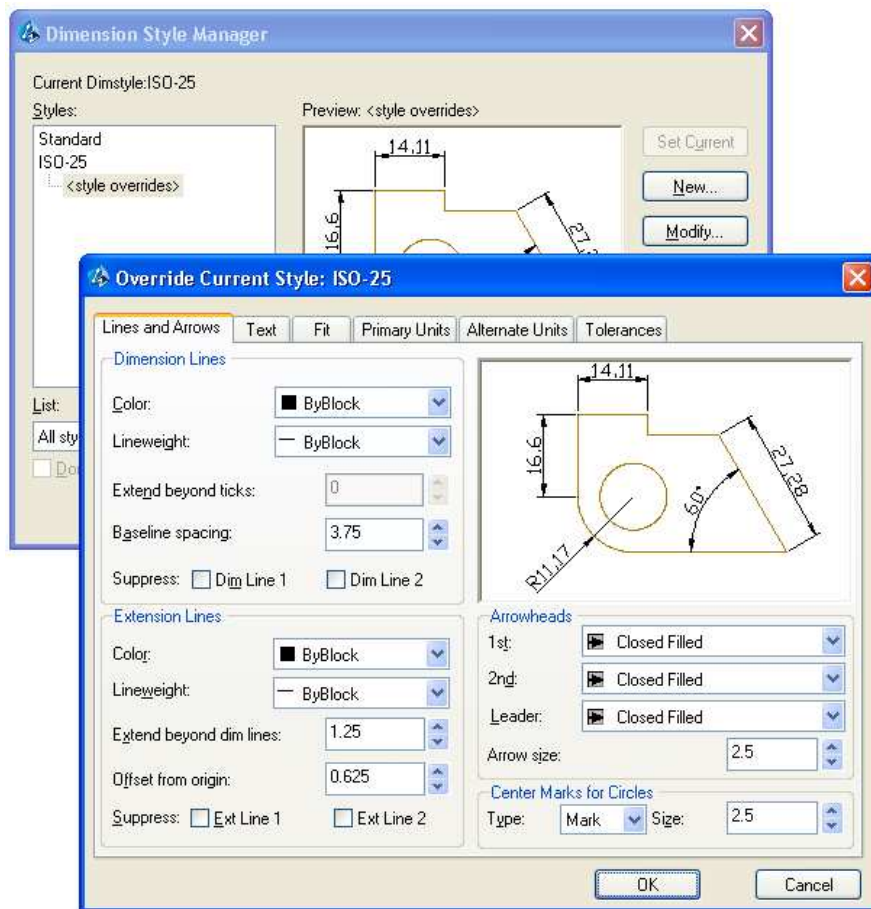 Dimension Style Manager
Current Dimstyle:ISO-25
Styles:
Preview: <style overrides>
Standard
ISO-25
<style overrides>
Set Current
New...
Modify...
14,11
16,6
Override Current Style: ISO-25
Lines and Arrows
Text
Fit
Primary Units
Alternate Units
Tolerances
Dimension Lines
Color:
ByBlock
Lineweight:
ByBlock
Extend beyond ticks:
0
Baseline spacing:
3.75
Suppress:
Dim Line 1
Dim Line 2
14,11
16,6
27,28
60°
R11,17
Extension Lines
Color:
ByBlock
Lineweight:
ByBlock
Extend beyond dim lines:
1.25
Offset from origin:
0.625
Suppress:
Ext Line 1
Ext Line 2
Arrowheads
1st:
Closed Filled
2nd:
Closed Filled
Leader:
Closed Filled
Arrow size:
2.5
Center Marks for Circles
Type:
Mark
Size:
2.5
List:
All sty
OK
Cancel